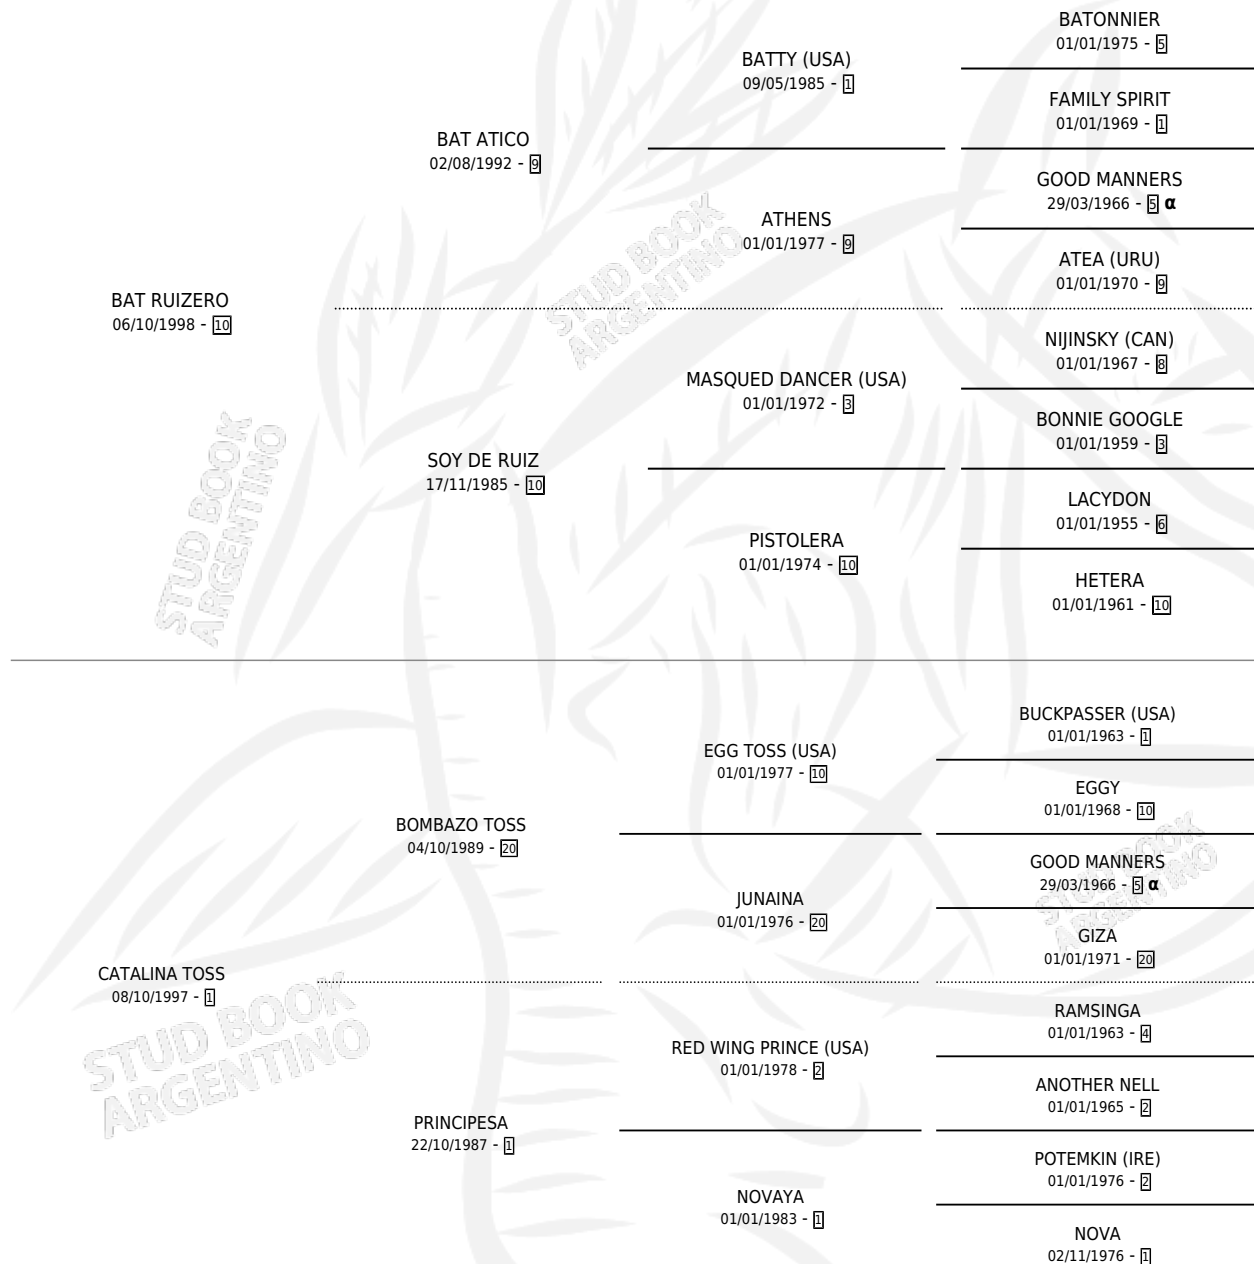 BATONNIER
01/01/1975 - 5
BATTY (USA)
09/05/1985 - 1
FAMILY SPIRIT
01/01/1969 - 1
BAT ATICO
02/08/1992 - 9
GOOD MANNERS
29/03/1966 - 5 α
ATHENS
01/01/1977 - 9
ATEA (URU)
01/01/1970 - 9
STUD BOOK
ARGENTINO
BAT RUIZERO
06/10/1998 - 10
NIJINSKY (CAN)
01/01/1967 - 8
MASQUED DANCER (USA)
01/01/1972 - 3
BONNIE GOOGLE
01/01/1959 - 3
SOY DE RUIZ
17/11/1985 - 10
LACYDON
01/01/1955 - 6
PISTOLERA
01/01/1974 - 10
HETERA
01/01/1961 - 10
STUD BOOK
ARGENTINO
BUCKPASSER (USA)
01/01/1963 - 1
EGG TOSS (USA)
01/01/1977 - 10
EGGY
01/01/1968 - 10
BOMBAZO TOSS
04/10/1989 - 20
GOOD MANNERS
29/03/1966 - 5 α
JUNAINA
01/01/1976 - 20
GIZA
01/01/1971 - 20
STUD BOOK
ARGENTINO
CATALINA TOSS
08/10/1997 - 1
RAMSINGA
01/01/1963 - 4
RED WING PRINCE (USA)
01/01/1978 - 2
ANOTHER NELL
01/01/1965 - 2
STUD BOOK
ARGENTINO
PRINCIPESA
22/10/1987 - 1
POTEMKIN (IRE)
01/01/1976 - 2
NOVAYA
01/01/1983 - 1
NOVA
02/11/1976 - 1